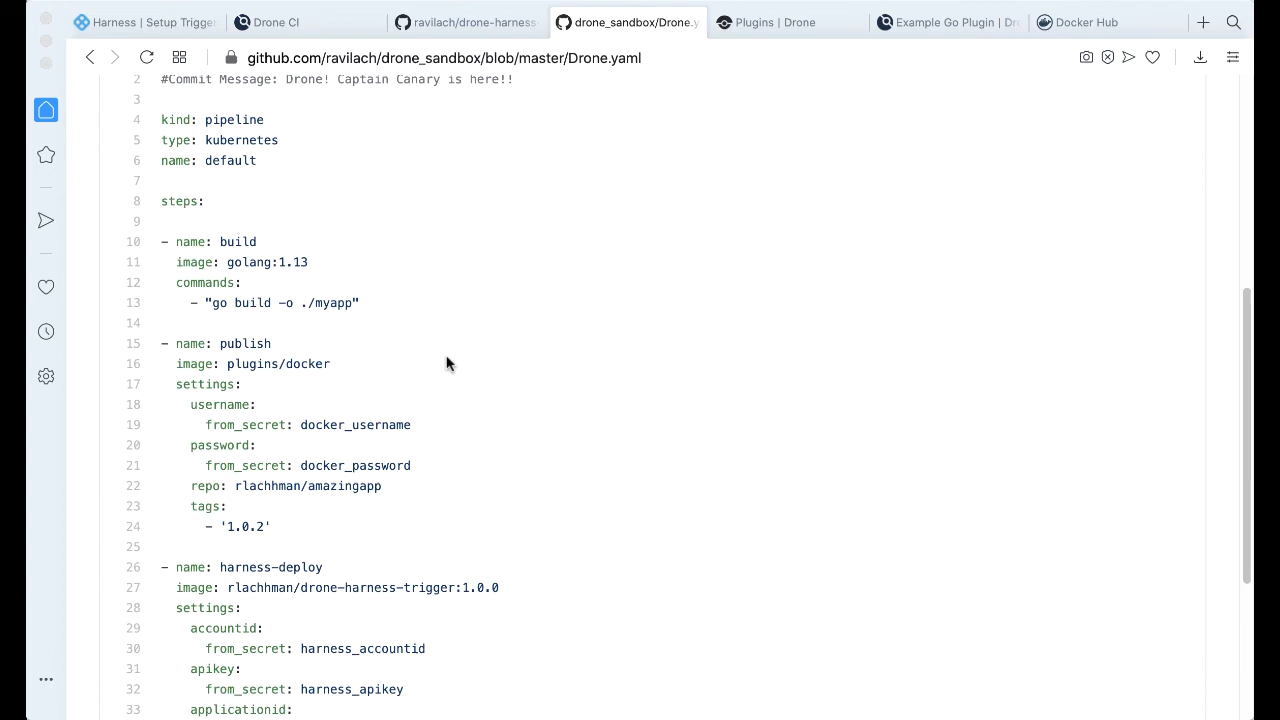 Harness | Setup Trigger
Drone CI
ravilach/drone-harness-
drone_sandbox/Drone.y
Plugins | Drone
Example Go Plugin | Dr
Docker Hub
github.com/ravilach/drone_sandbox/blob/master/Drone.yaml
2 #Commit Message: Drone! Captain Canary is here!!
3
4 kind: pipeline
5 type: kubernetes
6 name: default
7
8 steps:
9
10 - name: build
11   image: golang:1.13
12   commands:
13     - "go build -o ./myapp"
14
15 - name: publish
16   image: plugins/docker
17   settings:
18     username:
19       from_secret: docker_username
20     password:
21       from_secret: docker_password
22     repo: rlachhman/amazingapp
23     tags:
24       - '1.0.2'
25
26 - name: harness-deploy
27   image: rlachhman/drone-harness-trigger:1.0.0
28   settings:
29     accountid:
30       from_secret: harness_accountid
31     apikey:
32       from_secret: harness_apikey
33     applicationid: